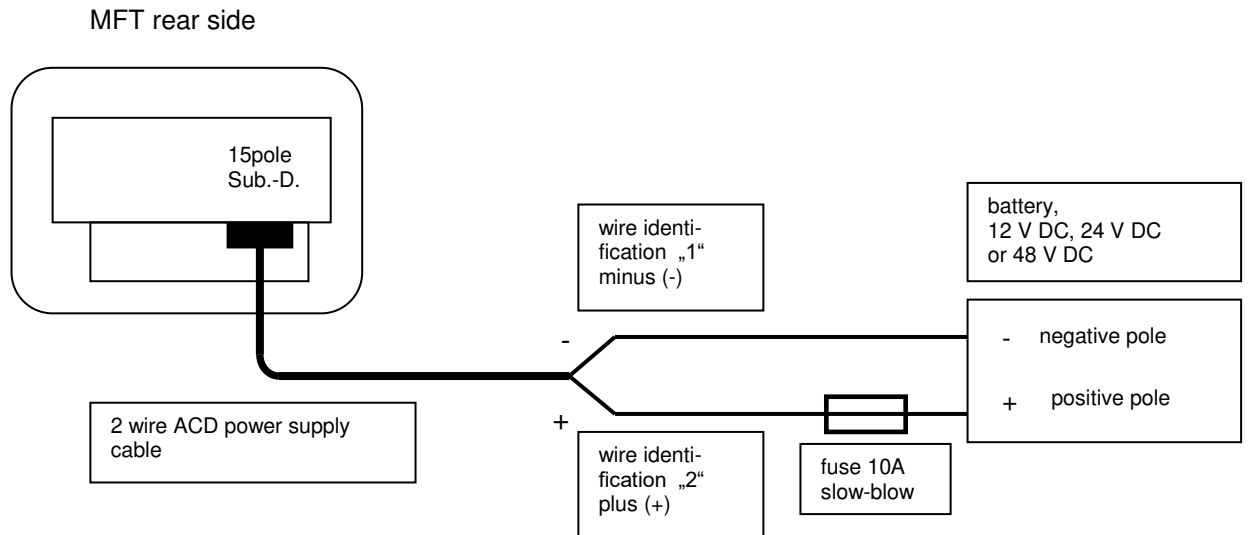 MFT rear side
15pole
Sub.-D.
wire identi-
fication „1“
minus (-)
battery,
12 V DC, 24 V DC
or 48 V DC
-
- negative pole
+
+ positive pole
2 wire ACD power supply
cable
wire identi-
fication „2“
plus (+)
fuse 10A
slow-blow